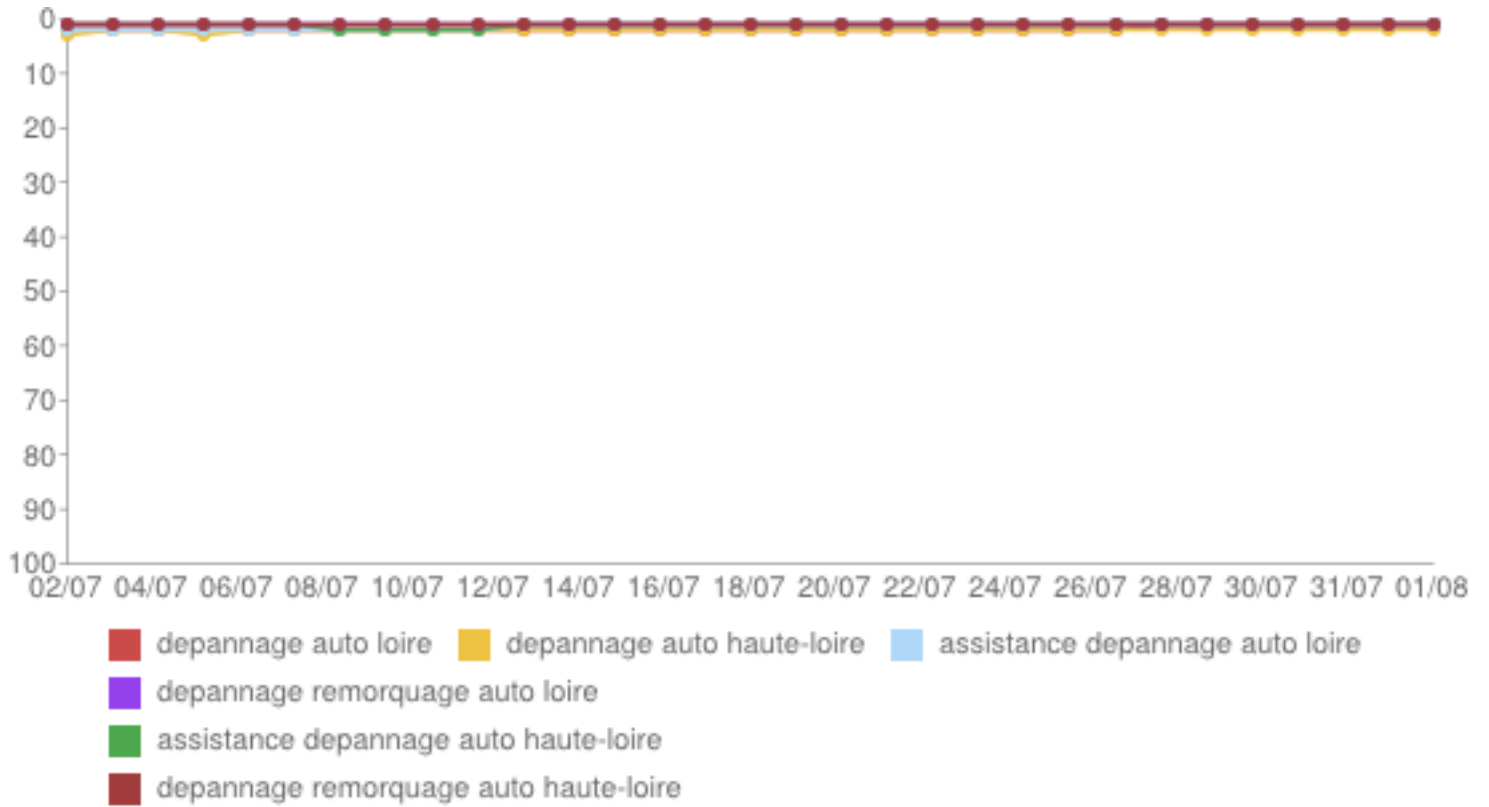 0
10
20
30
40
50
60
70
80
90
100
02/07 04/07 06/07 08/07 10/07 12/07 14/07 16/07 18/07 20/07 22/07 24/07 26/07 28/07 30/07 31/07 01/08
depannage auto loire depannage auto haute-loire assistance depannage auto loire
depannage remorquage auto loire
assistance depannage auto haute-loire
depannage remorquage auto haute-loire